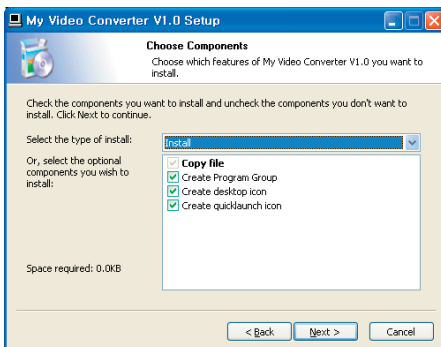 My Video Converter V1.0 Setup
Choose Components
Choose which features of My Video Converter V1.0 you want to
install.
Check the components you want to install and uncheck the components you don't want to
install. Click Next to continue.
Select the type of install:
Install
Or, select the optional
components you wish to
install:
Copy file
Create Program Group
Create desktop icon
Create quicklaunch icon
Space required: 0.0KB
< Back
Next >
Cancel